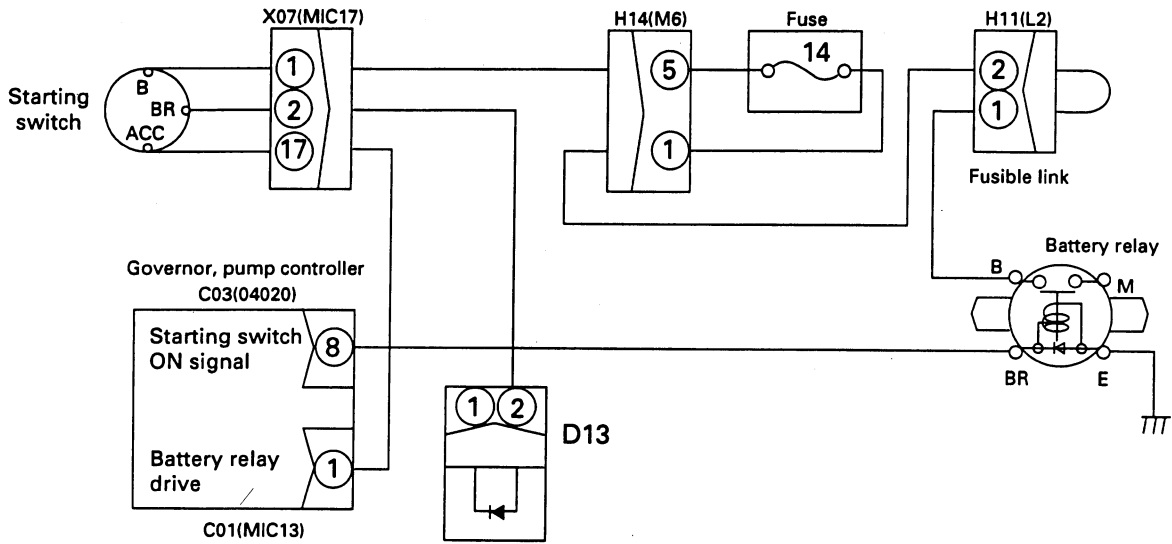 X07(MIC17)
H14(M6)
Fuse
H11(L2)
14
1
5
2
B
Starting
switch
BR
2
1
ACC
17
1
Fusible link
Battery relay
Governor, pump controller
B
M
C03(04020)
Starting switch
ON signal
8
BR
E
1
2
D13
Battery relay
drive
1
C01(MIC13)